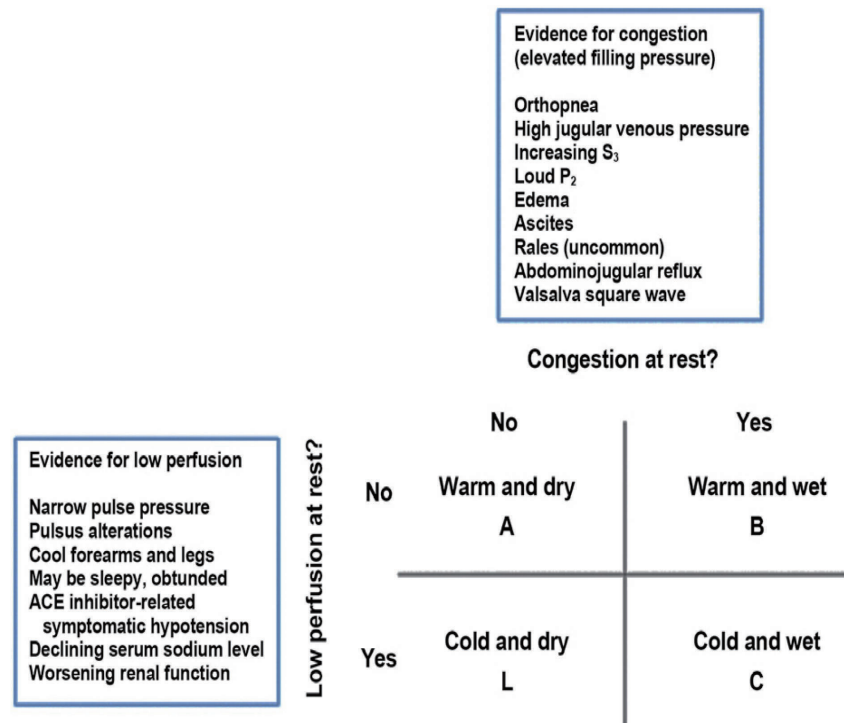 Evidence for congestion
(elevated filling pressure)
Orthopnea
High jugular venous pressure
Increasing S₃
Loud P₂
Edema
Ascites
Rales (uncommon)
Abdominojugular reflux
Valsalva square wave
Congestion at rest?
No Yes
Evidence for low perfusion
Narrow pulse pressure
Pulsus alterations
Cool forearms and legs
May be sleepy, obtunded
ACE inhibitor-related
symptomatic hypotension
Declining serum sodium level
Worsening renal function
Low perfusion at rest?
No Warm and dry Warm and wet
A B
Yes Cold and dry Cold and wet
L C